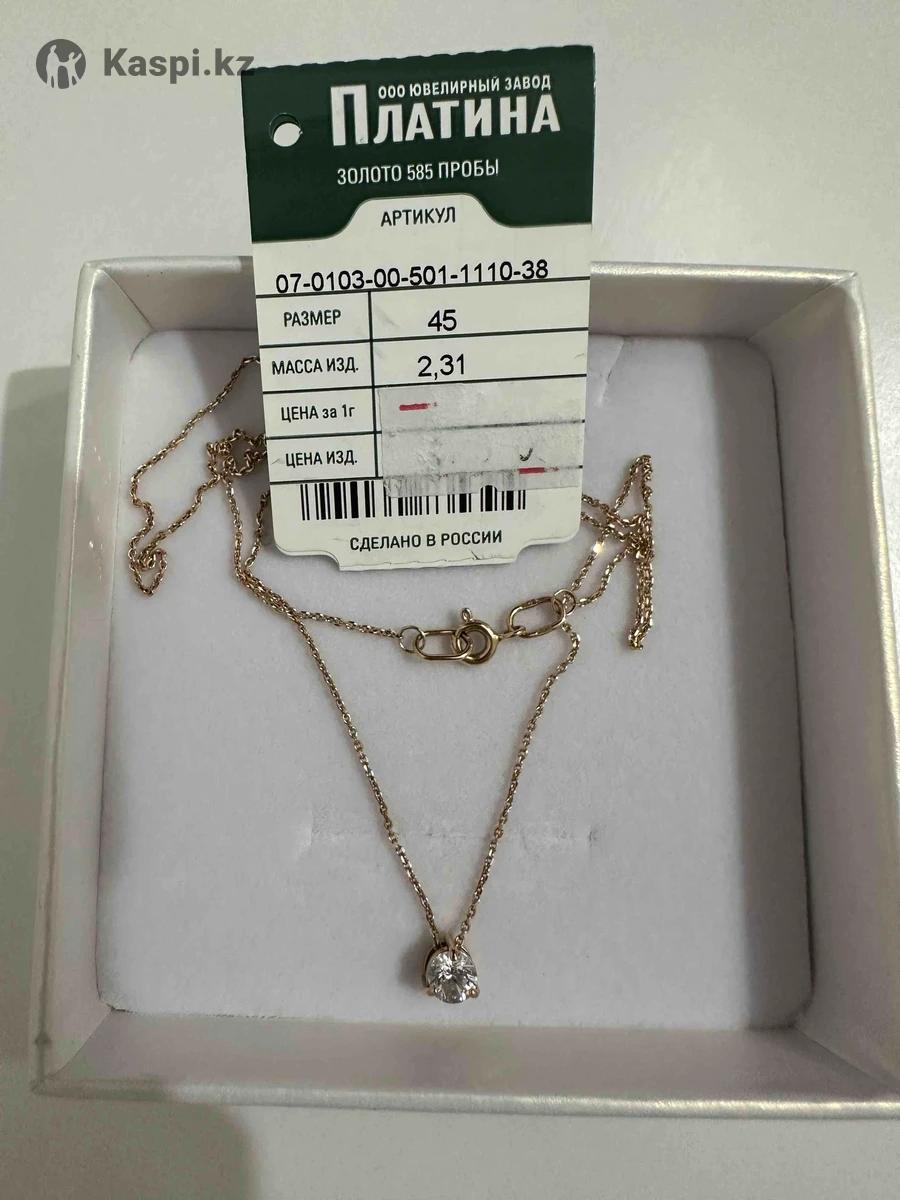 Kaspi.kz
ООО ЮВЕЛИРНЫЙ ЗАВОД
ПЛАТИНА
ЗОЛОТО 585 ПРОБЫ
АРТИКУЛ
07-0103-00-501-1110-38
РАЗМЕР 45
МАССА ИЗД. 2,31
ЦЕНА за 1г
ЦЕНА ИЗД.
СДЕЛАНО В РОССИИ